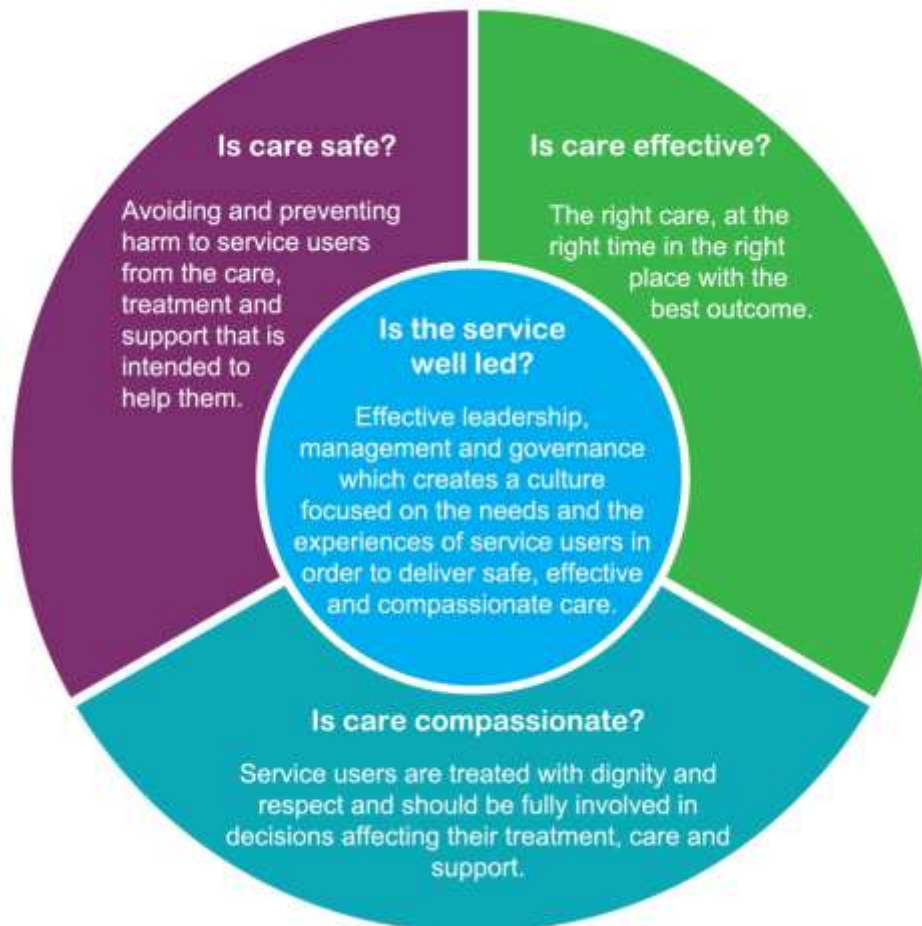 Is care safe?
Avoiding and preventing
harm to service users
from the care,
treatment and
support that is
intended to
help them.
Is care effective?
The right care, at the
right time in the right
place with the
best outcome.
Is the service
well led?
Effective leadership,
management and governance
which creates a culture
focused on the needs and the
experiences of service users in
order to deliver safe, effective
and compassionate care.
Is care compassionate?
Service users are treated with dignity and
respect and should be fully involved in
decisions affecting their treatment, care and
support.